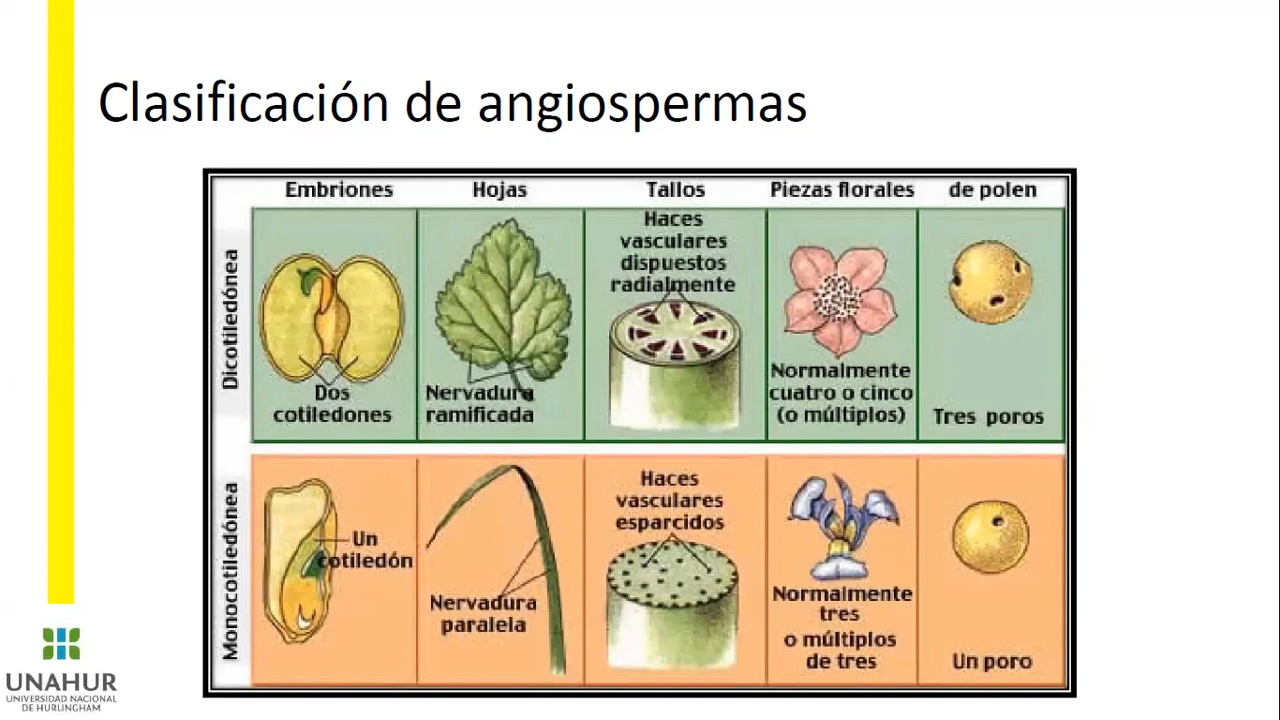 Clasificación de angiospermas
Embriones
Hojas
Tallos
Piezas florales
de polen
Dicotiledónea
Dos
cotiledones
Nervadura
ramificada
Haces
vasculares
dispuestos
radialmente
Normalmente
cuatro o cinco
(o múltiplos)
Tres poros
Monocotiledónea
Un
cotiledón
Nervadura
paralela
Haces
vasculares
esparcidos
Normalmente
tres
o múltiplos
de tres
Un poro
UNAHUR
UNIVERSIDAD NACIONAL
DE HURLINGHAM